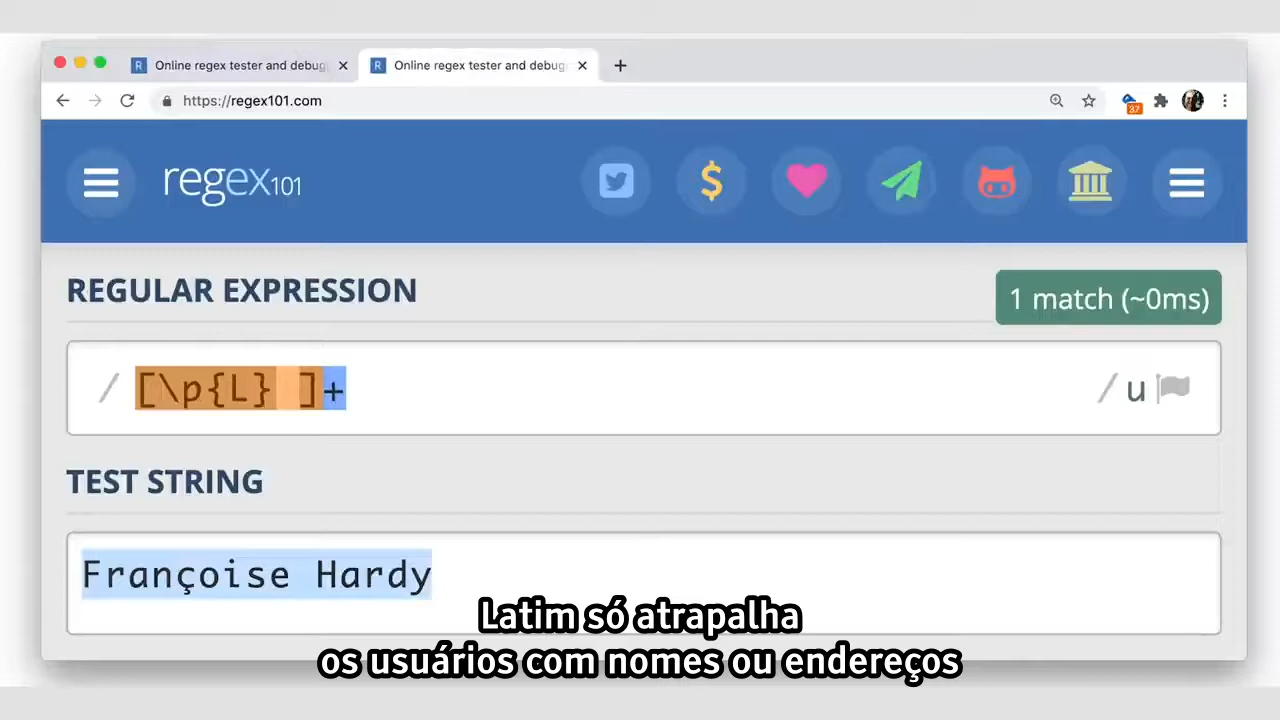 Online regex tester and debug
Online regex tester and debug
https://regex101.com
37
regex101
REGULAR EXPRESSION
1 match (~0ms)
/ [\p{L} ]+ / u
TEST STRING
Françoise Hardy
Latim só atrapalha
os usuários com nomes ou endereços